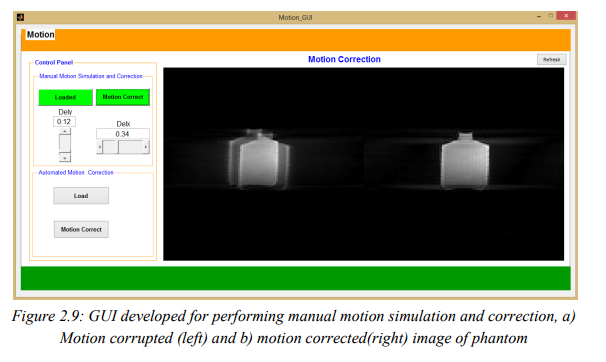 Motion_GUI
Motion
Motion Correction
Refresh
Control Panel
Manual Motion Simulation and Correction
Loaded
Motion Correct
Dely
0.12
Delx
0.34
Automated Motion Correction
Load
Motion Correct
Figure 2.9: GUI developed for performing manual motion simulation and correction, a)
Motion corrupted (left) and b) motion corrected(right) image of phantom